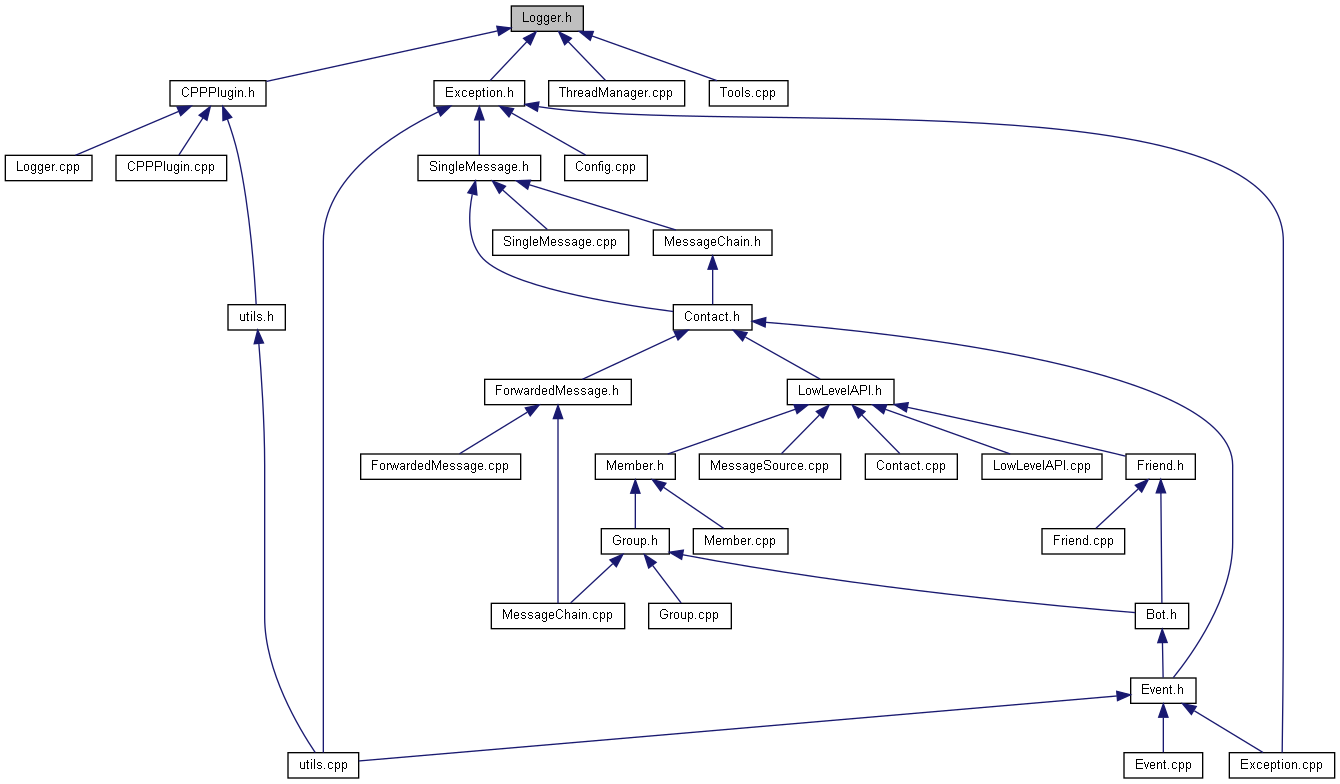 Logger.h
CPPPlugin.h
Exception.h
ThreadManager.cpp
Tools.cpp
Logger.cpp
CPPPlugin.cpp
SingleMessage.h
Config.cpp
SingleMessage.cpp
MessageChain.h
utils.h
Contact.h
ForwardedMessage.h
LowLevelAPI.h
ForwardedMessage.cpp
Member.h
MessageSource.cpp
Contact.cpp
LowLevelAPI.cpp
Friend.h
Group.h
Member.cpp
Friend.cpp
MessageChain.cpp
Group.cpp
Bot.h
Event.h
utils.cpp
Event.cpp
Exception.cpp